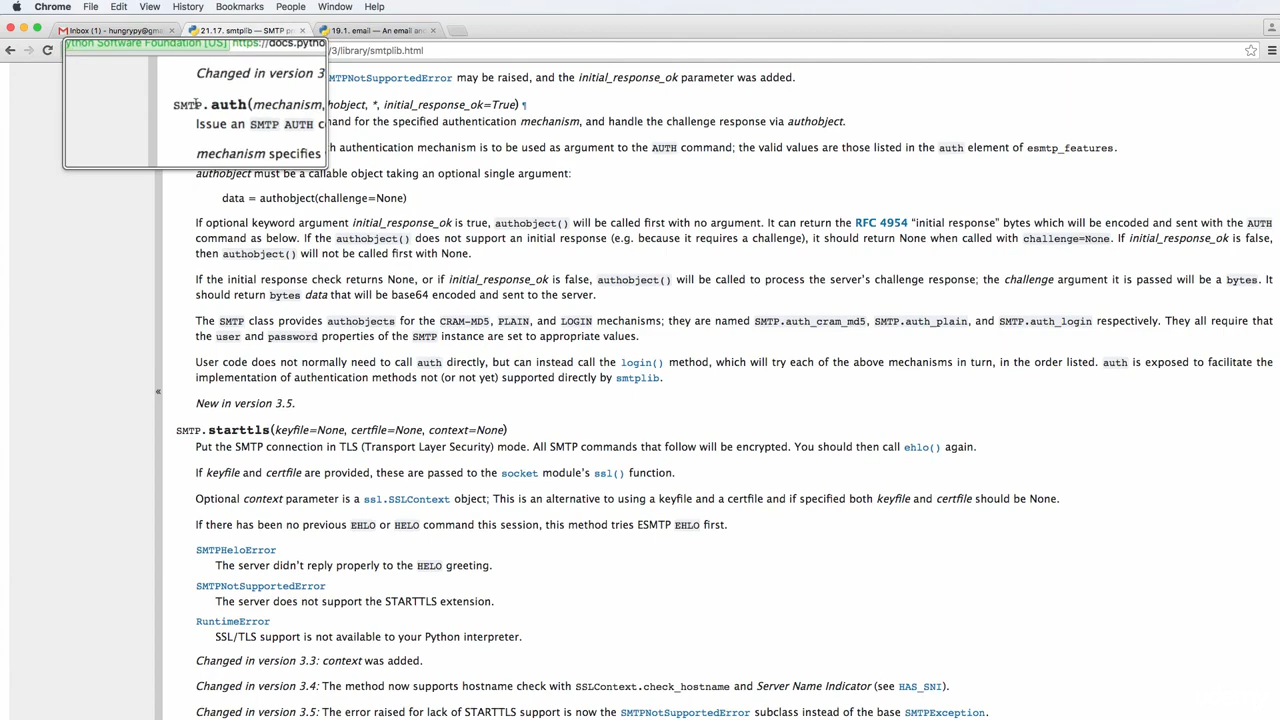 Chrome File Edit View History Bookmarks People Window Help
Inbox (1) - hungrypy@gma
21.17. smtplib — SMTP pr
19.1. email — An email and
ython Software Foundation [US] https://docs.pytho
/3/library/smtplib.html
Changed in version 3 MTPNotSupportedError may be raised, and the initial_response_ok parameter was added.
SMTP.auth(mechanism, hobject, *, initial_response_ok=True) ¶
Issue an SMTP AUTH c mand for the specified authentication mechanism, and handle the challenge response via authobject.
mechanism specifies h authentication mechanism is to be used as argument to the AUTH command; the valid values are those listed in the auth element of esmtp_features.
authobject must be a callable object taking an optional single argument:
data = authobject(challenge=None)
If optional keyword argument initial_response_ok is true, authobject() will be called first with no argument. It can return the RFC 4954 “initial response” bytes which will be encoded and sent with the AUTH
command as below. If the authobject() does not support an initial response (e.g. because it requires a challenge), it should return None when called with challenge=None. If initial_response_ok is false,
then authobject() will not be called first with None.
If the initial response check returns None, or if initial_response_ok is false, authobject() will be called to process the server’s challenge response; the challenge argument it is passed will be a bytes. It
should return bytes data that will be base64 encoded and sent to the server.
The SMTP class provides authobjects for the CRAM-MD5, PLAIN, and LOGIN mechanisms; they are named SMTP.auth_cram_md5, SMTP.auth_plain, and SMTP.auth_login respectively. They all require that
the user and password properties of the SMTP instance are set to appropriate values.
User code does not normally need to call auth directly, but can instead call the login() method, which will try each of the above mechanisms in turn, in the order listed. auth is exposed to facilitate the
implementation of authentication methods not (or not yet) supported directly by smtplib.
«
New in version 3.5.
SMTP.starttls(keyfile=None, certfile=None, context=None)
Put the SMTP connection in TLS (Transport Layer Security) mode. All SMTP commands that follow will be encrypted. You should then call ehlo() again.
If keyfile and certfile are provided, these are passed to the socket module’s ssl() function.
Optional context parameter is a ssl.SSLContext object; This is an alternative to using a keyfile and a certfile and if specified both keyfile and certfile should be None.
If there has been no previous EHLO or HELO command this session, this method tries ESMTP EHLO first.
SMTPHeloError
The server didn’t reply properly to the HELO greeting.
SMTPNotSupportedError
The server does not support the STARTTLS extension.
RuntimeError
SSL/TLS support is not available to your Python interpreter.
Changed in version 3.3: context was added.
Changed in version 3.4: The method now supports hostname check with SSLContext.check_hostname and Server Name Indicator (see HAS_SNI).
Changed in version 3.5: The error raised for lack of STARTTLS support is now the SMTPNotSupportedError subclass instead of the base SMTPException.